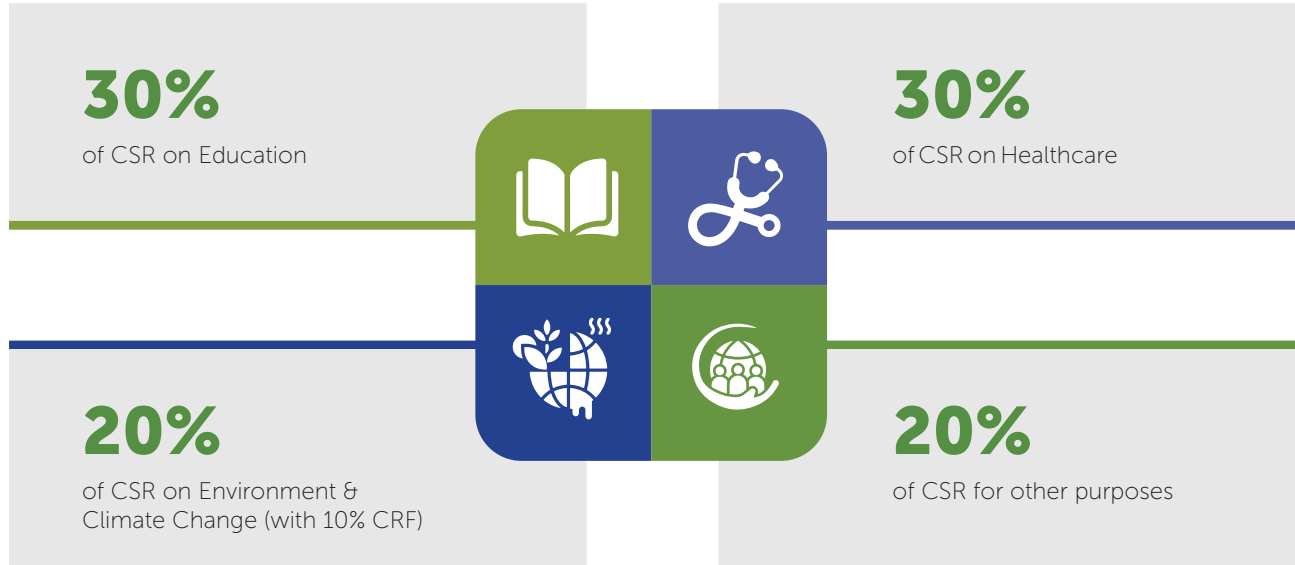 30%
of CSR on Education
30%
of CSR on Healthcare
20%
of CSR on Environment &
Climate Change (with 10% CRF)
20%
of CSR for other purposes